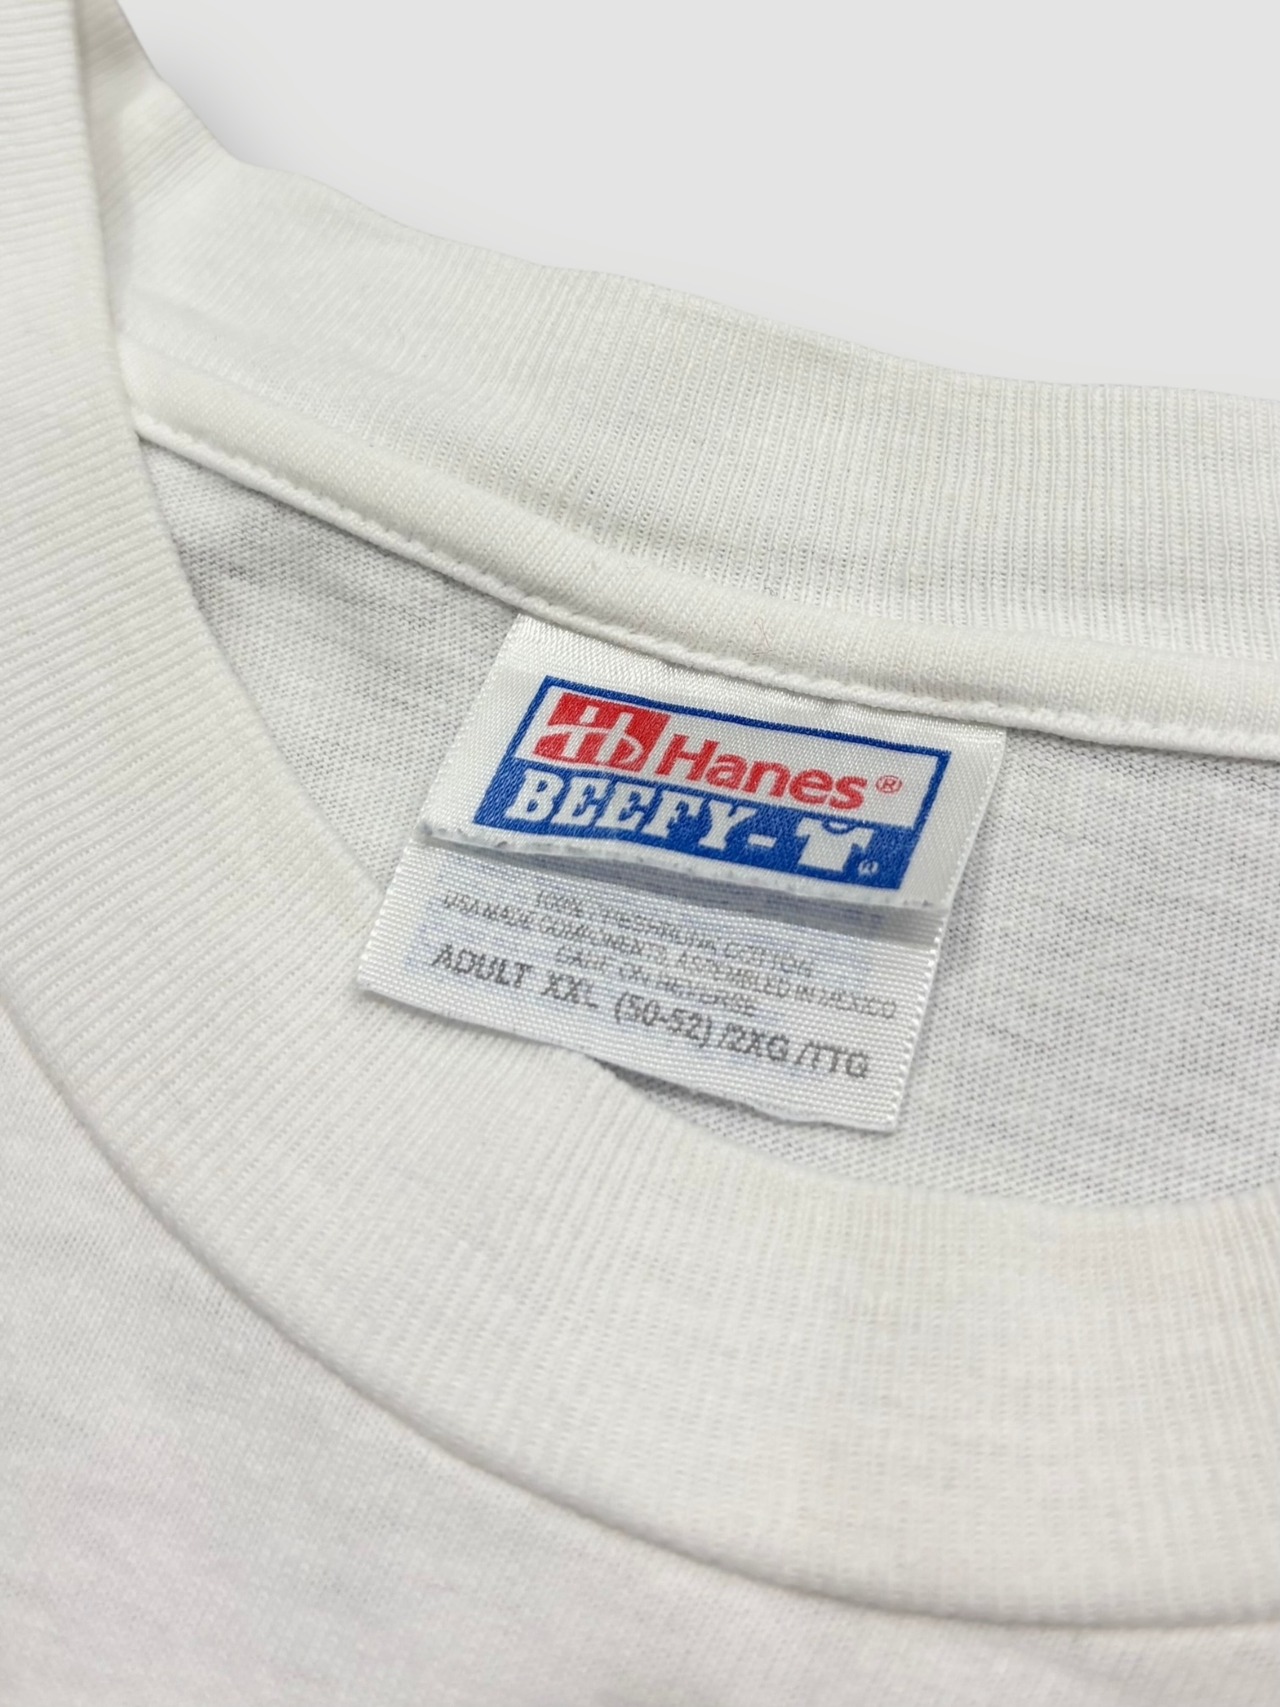 Hanes®
BEEFY-T®
100% PRESHRUNK COTTON
USA MADE COMPONENTS, ASSEMBLED IN MEXICO
CARE ON REVERSE
ADULT XXL (50-52) /2XG /TTG